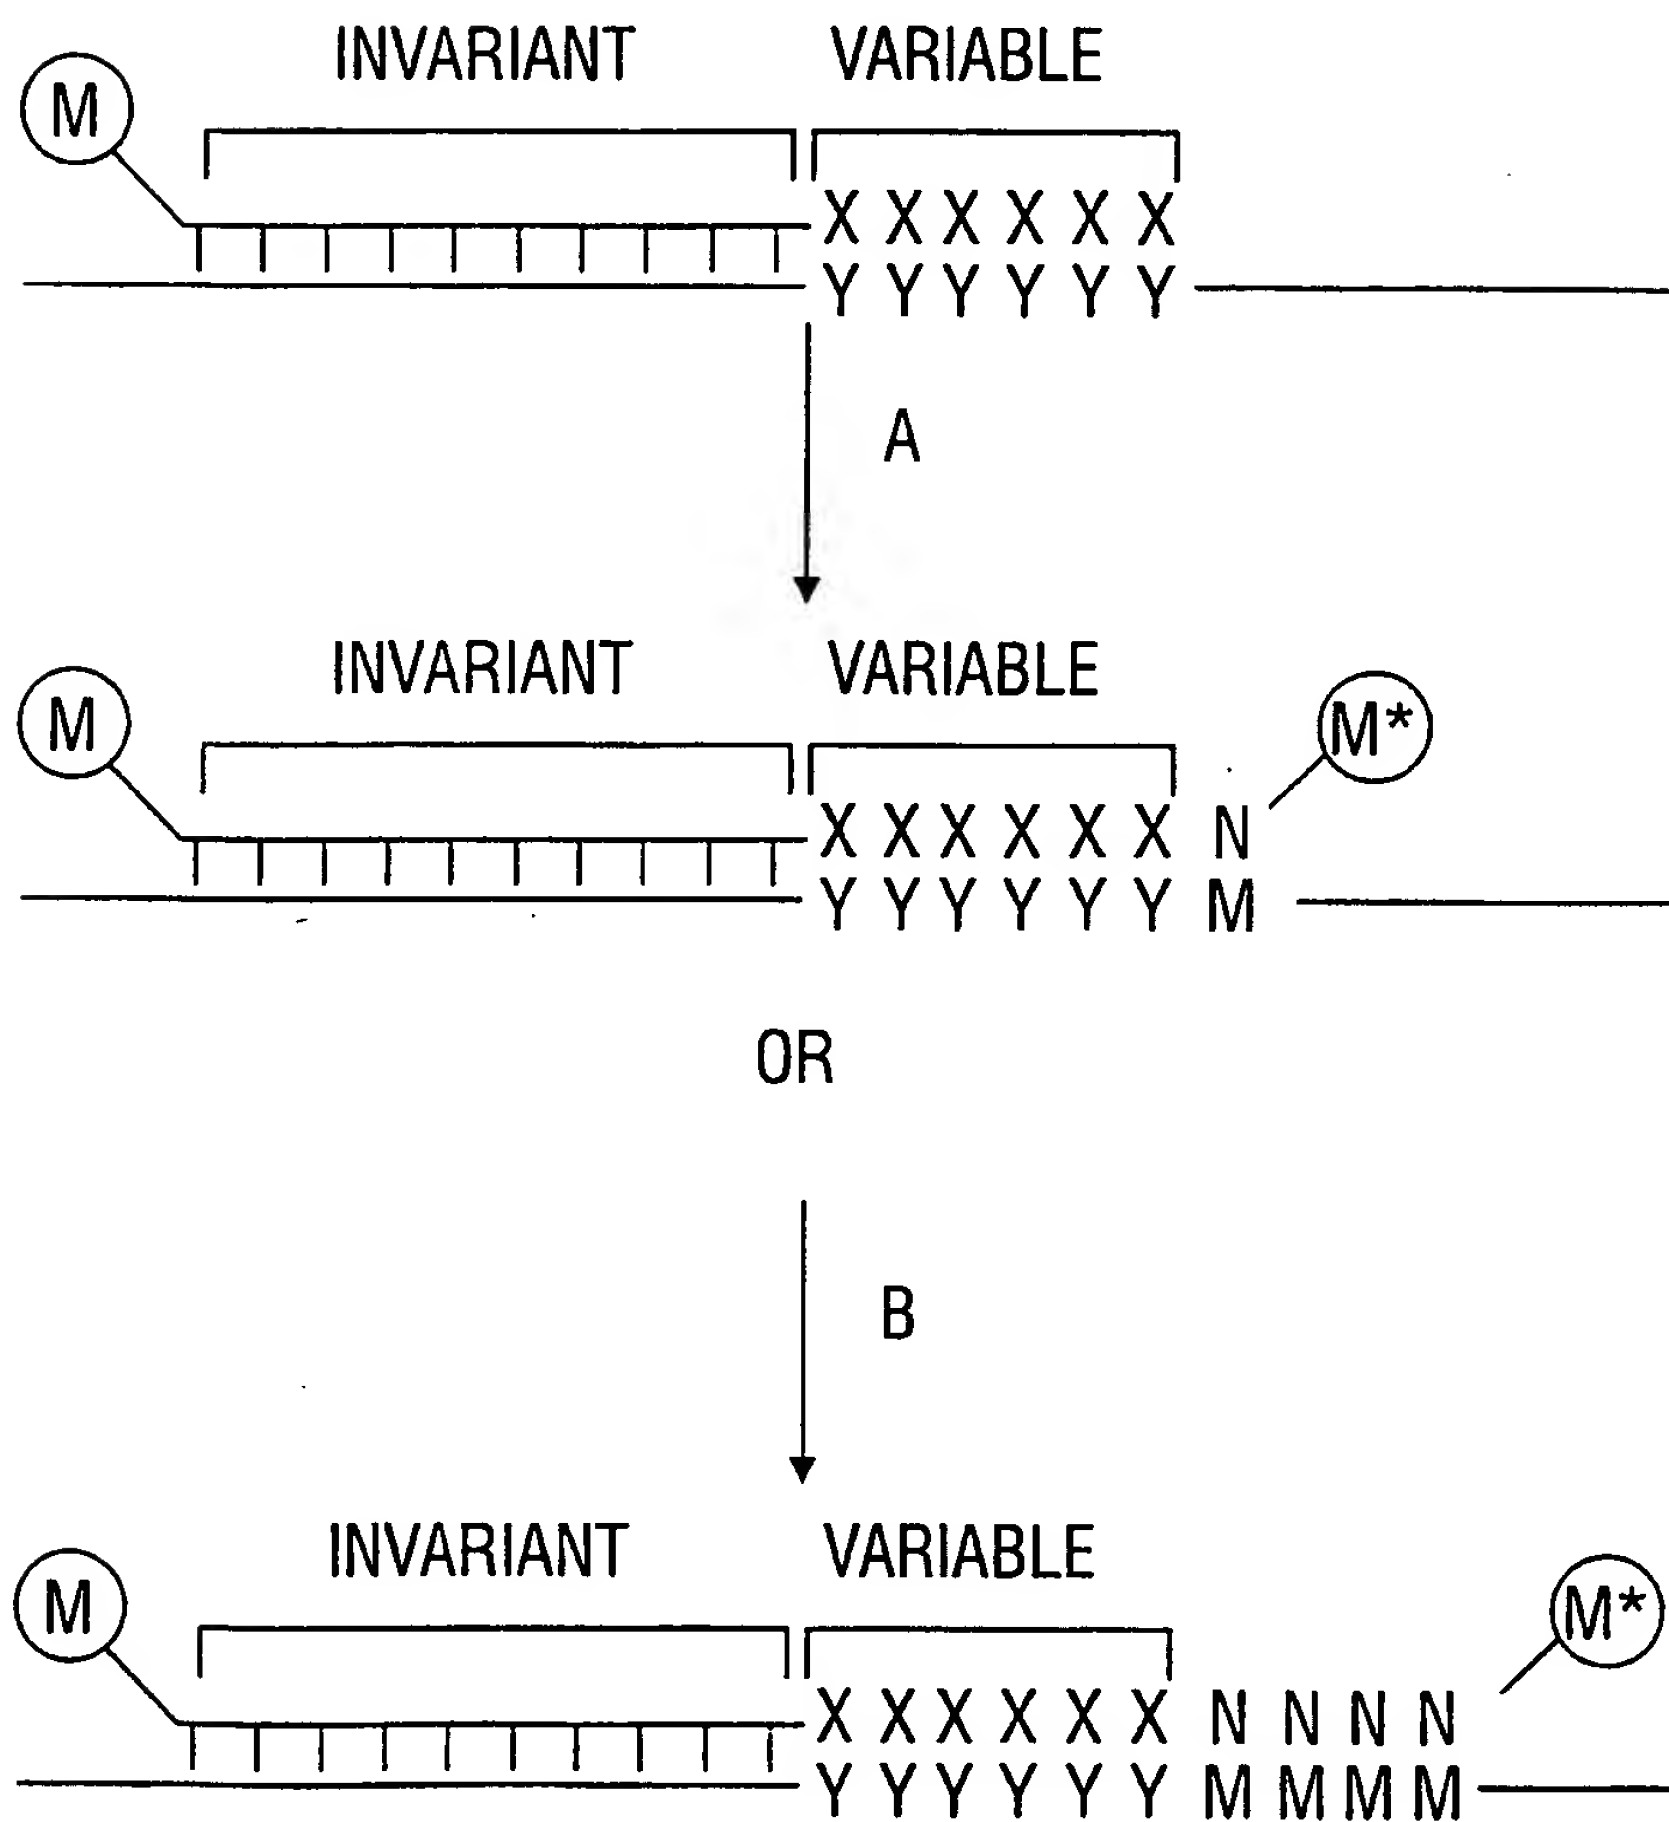 INVARIANT VARIABLE
M
X X X X X X
Y Y Y Y Y Y
A
INVARIANT VARIABLE
M M*
X X X X X X N
Y Y Y Y Y Y M
OR
B
INVARIANT VARIABLE
M M*
X X X X X X N N N N
Y Y Y Y Y Y M M M M